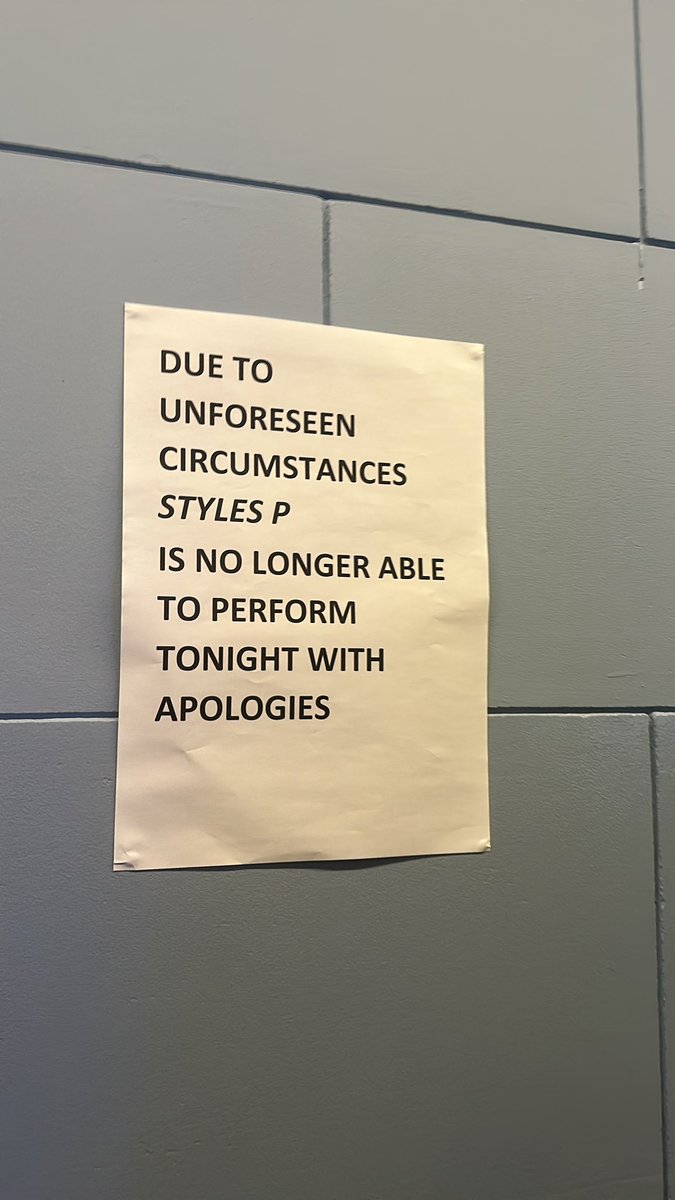 DUE TO
UNFORESEEN
CIRCUMSTANCES
STYLES P
IS NO LONGER ABLE
TO PERFORM
TONIGHT WITH
APOLOGIES